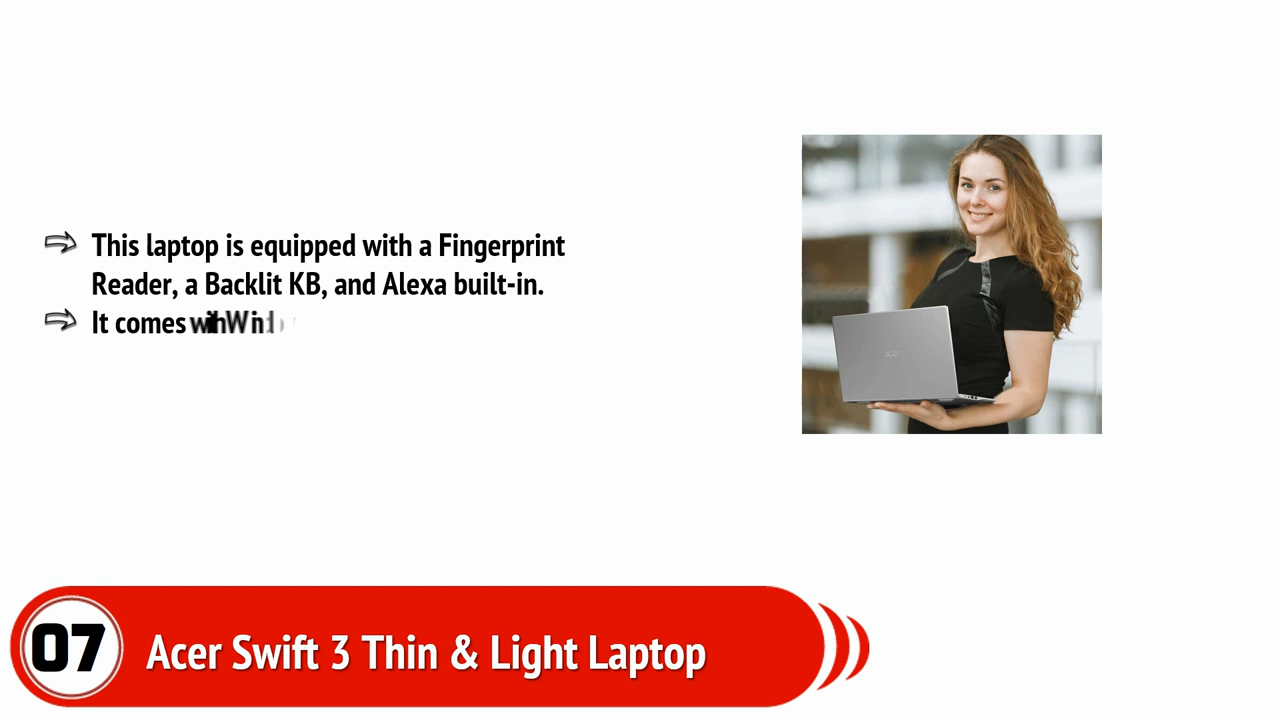 This laptop is equipped with a Fingerprint
Reader, a Backlit KB, and Alexa built-in.
It comes
07
Acer Swift 3 Thin & Light Laptop